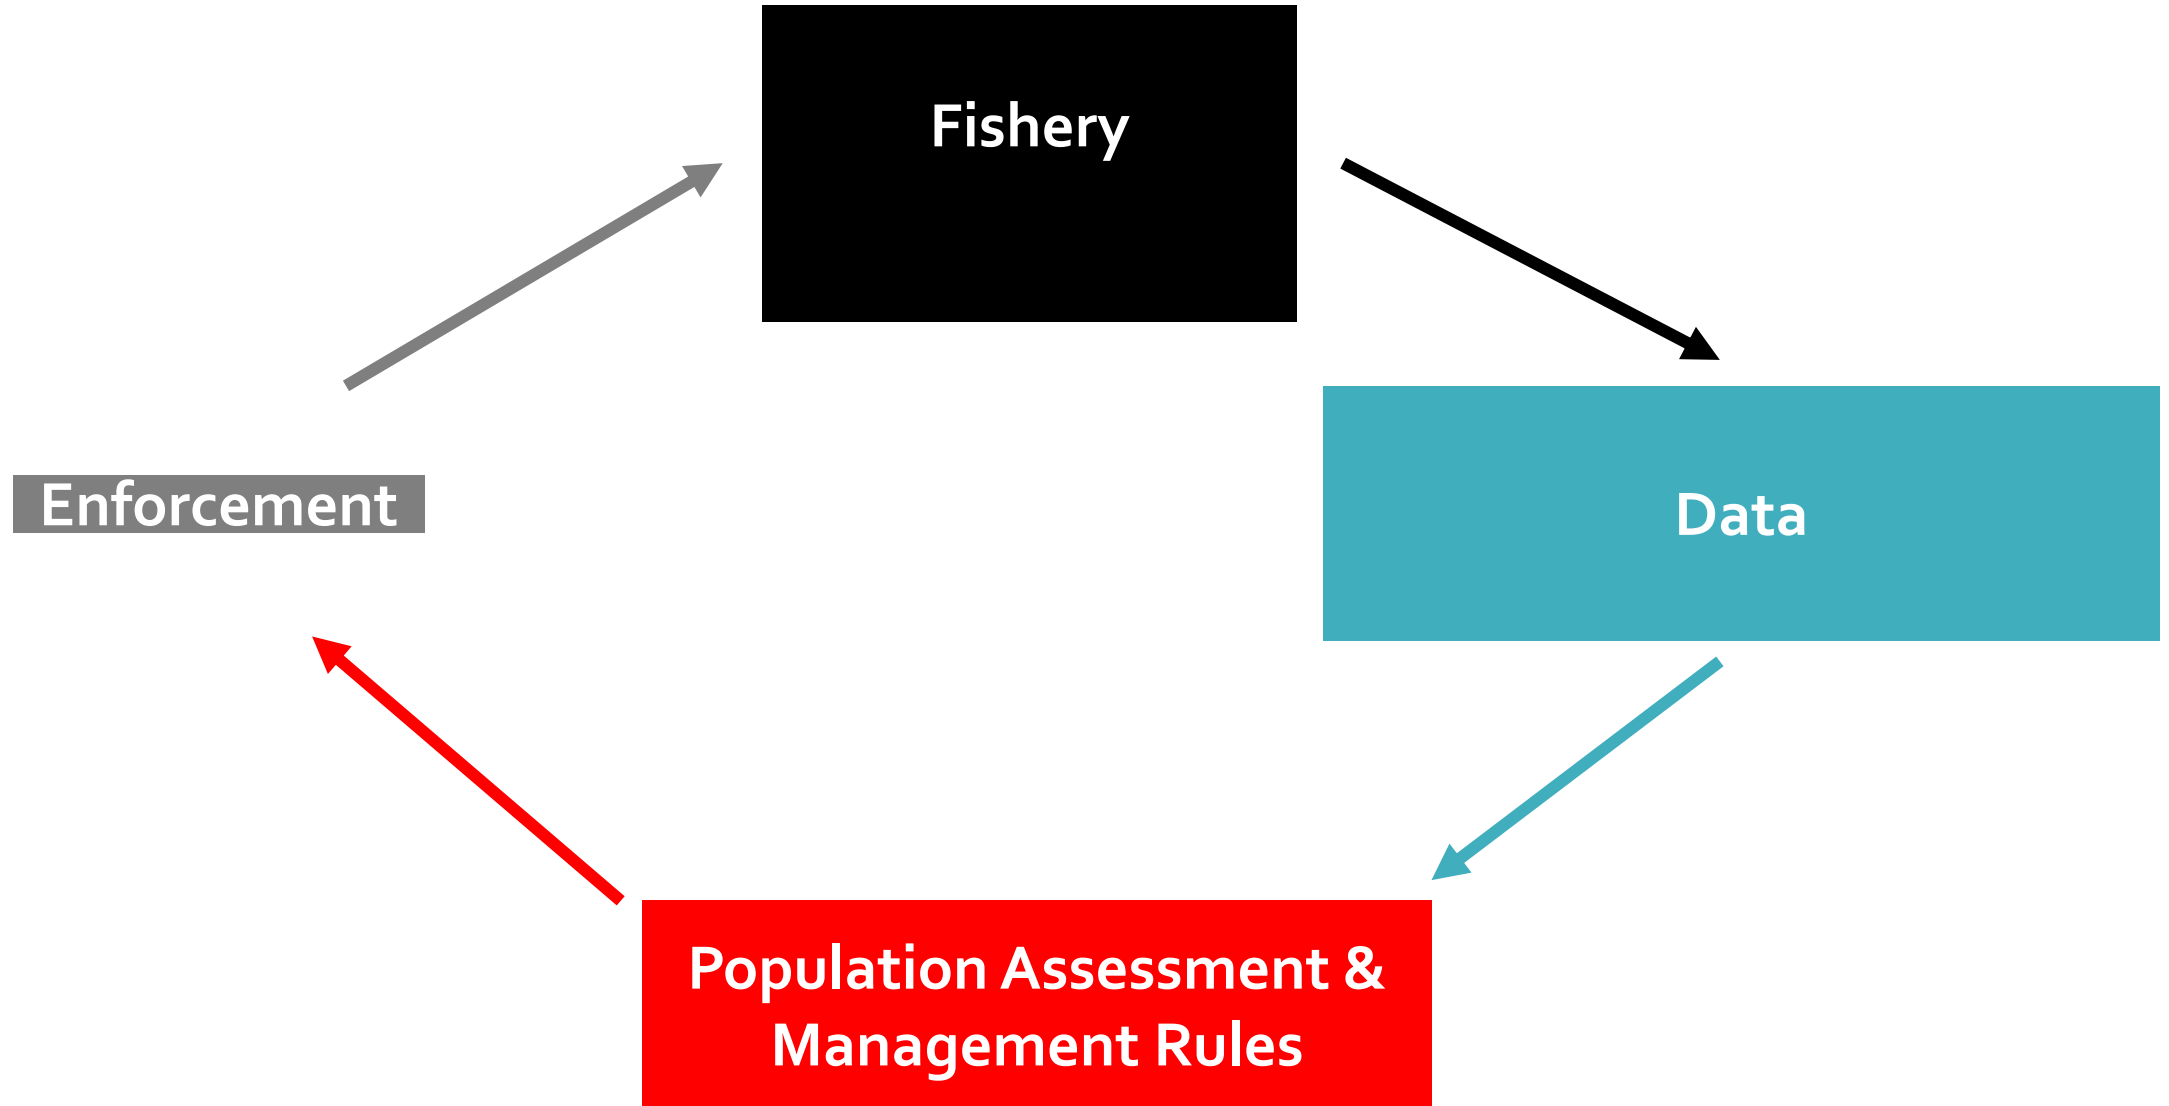 Fishery
Enforcement
Data
Population Assessment &
Management Rules